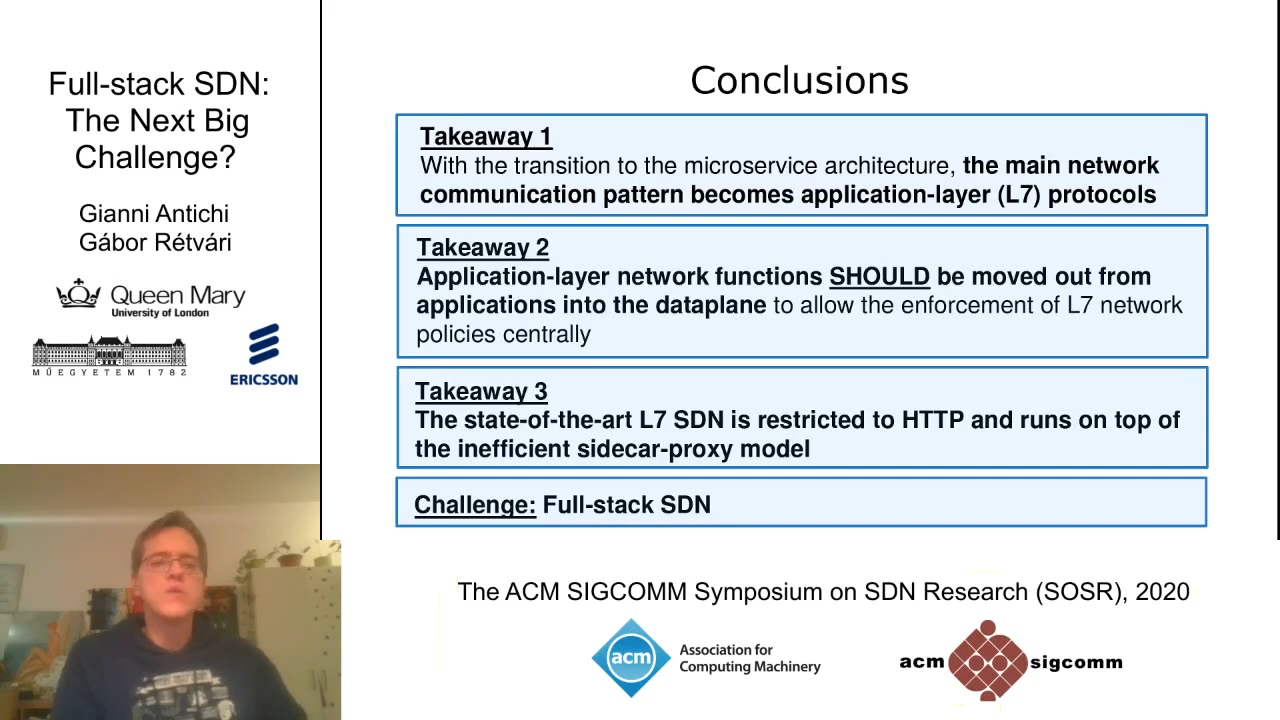 Full-stack SDN:
The Next Big
Challenge?
Gianni Antichi
Gábor Rétvári
Queen Mary
University of London
MŰEGYETEM 1782
ERICSSON
Conclusions
Takeaway 1
With the transition to the microservice architecture, the main network
communication pattern becomes application-layer (L7) protocols
Takeaway 2
Application-layer network functions SHOULD be moved out from
applications into the dataplane to allow the enforcement of L7 network
policies centrally
Takeaway 3
The state-of-the-art L7 SDN is restricted to HTTP and runs on top of
the inefficient sidecar-proxy model
Challenge: Full-stack SDN
The ACM SIGCOMM Symposium on SDN Research (SOSR), 2020
acm
Association for
Computing Machinery
acm sigcomm